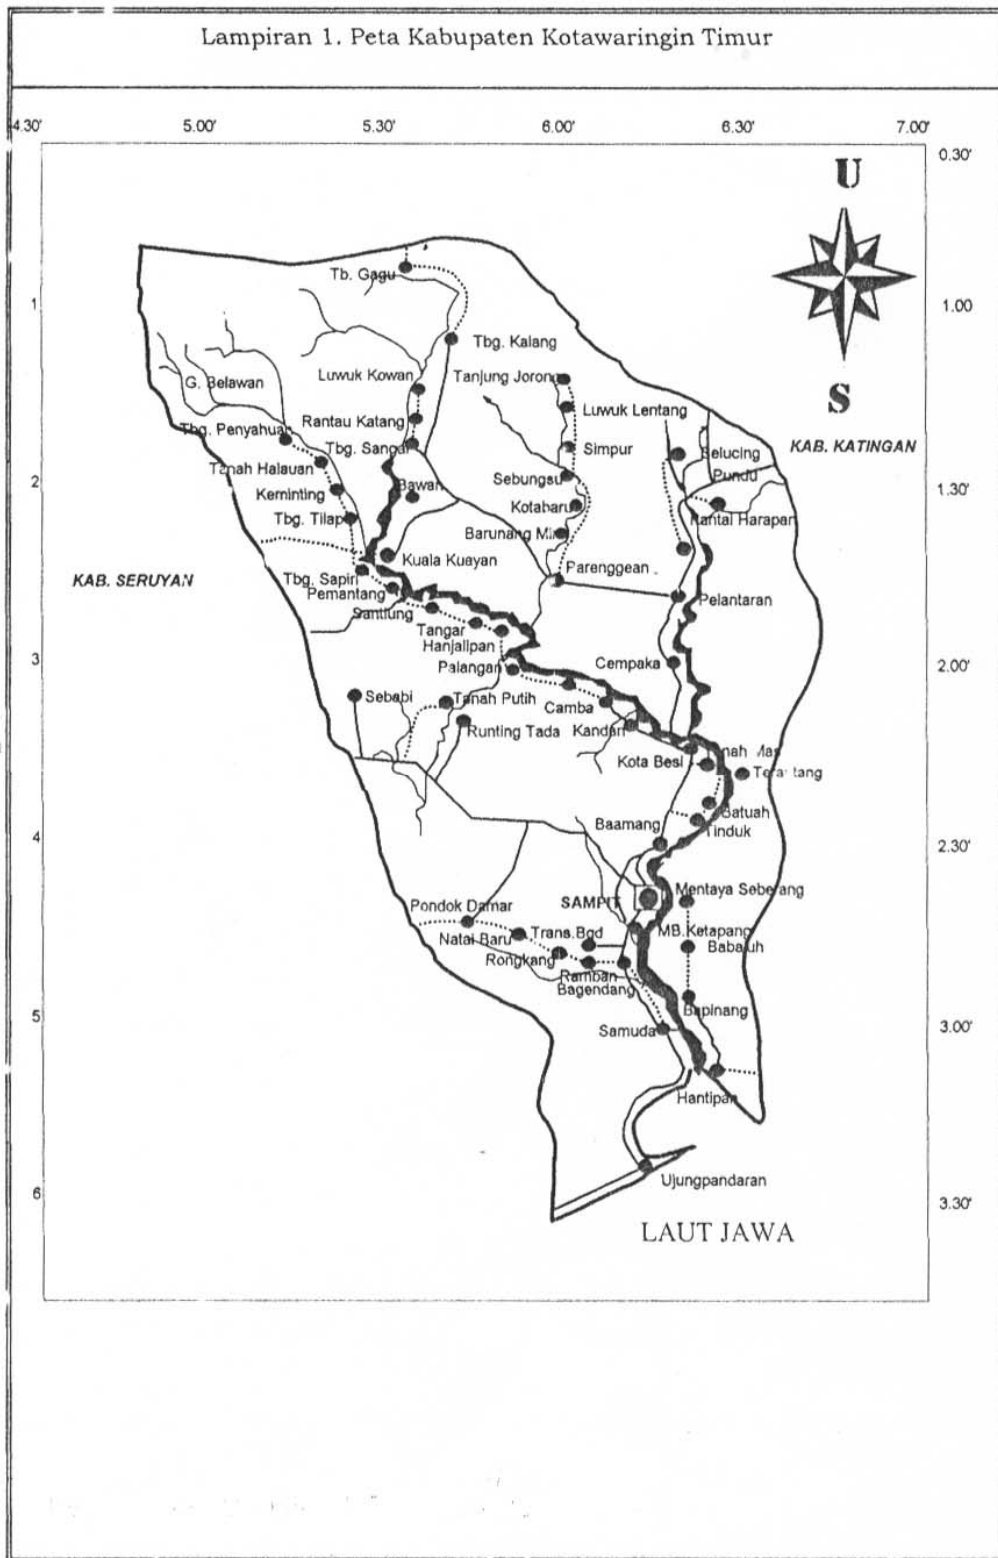 Lampiran 1. Peta Kabupaten Kotawaringin Timur
4.30' 5.00' 5.30' 6.00' 6.30' 7.00'
0.30'
U
Tb. Gagu
1 1.00
Tbg. Kalang
Luwuk Kowan Tanjung Jorong
G. Belawan
S
Rantau Katang Luwuk Lentang
Tbg. Penyahuan
Tbg. Sangai Simpur KAB. KATINGAN
Selucing
Tanah Halauan
Pundu
2 Bawan Sebungsu
1.30'
Keminting
Kotabaru
Tbg. Tilap Harapan
Barunang
Kuala Kuayan Parenggean
KAB. SERUYAN Tbg. Sapiri
Pemantang Pelantaran
Santiung
Tangar
Hanjalipan
3 Palangan Cempaka 2.00'
Sebabi Tanah Putih Camba
Runting Tada Kandan
Kota Besi
Batuah
4 Baamang Tinduk
2.30'
Mentaya Seberang
SAMPIT
Pondok Damar
Natai Baru Trans.Bgd MB.Ketapang
Rongkang
Ramban
Bagendang
Bapinang
5 Samuda 3.00'
Hantipan
Ujungpandaran
6 3.30'
LAUT JAWA